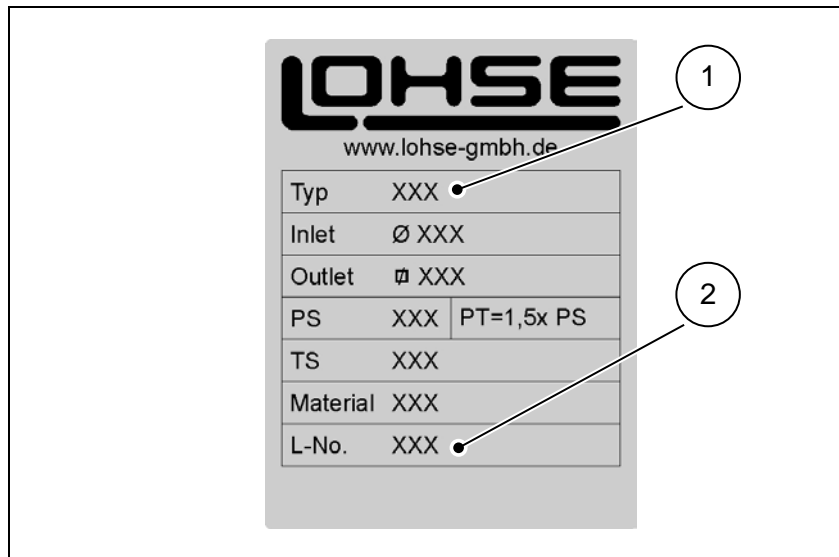 LOHSE
www.lohse-gmbh.de
Typ XXX
Inlet Ø XXX
Outlet ⌑ XXX
PS XXX PT=1,5x PS
TS XXX
Material XXX
L-No. XXX
1
2